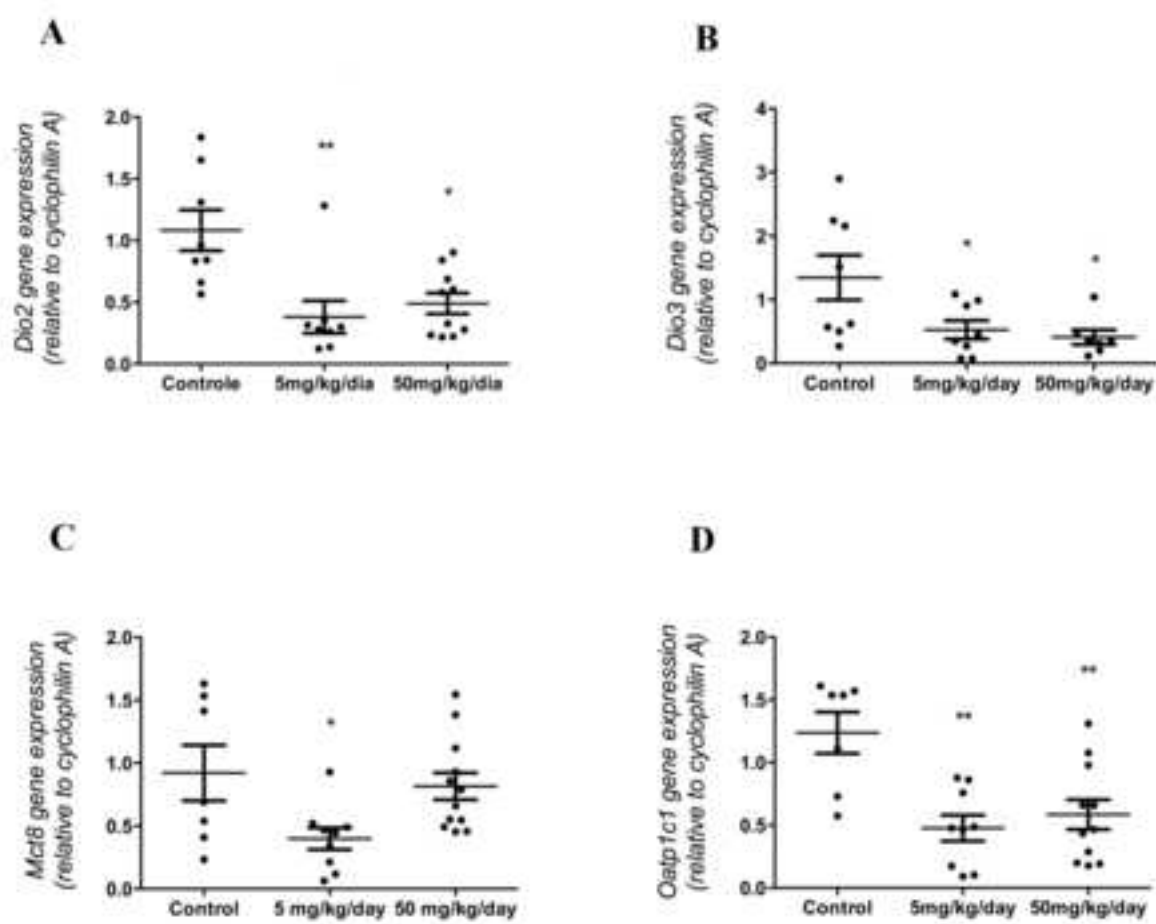 A
Dio2 gene expression
(relative to cyclophilin A)
2.0
1.5
1.0
0.5
0.0
**
*
Controle 5mg/kg/dia 50mg/kg/dia
B
Dio3 gene expression
(relative to cyclophilin A)
4
3
2
1
0
*
*
Control 5mg/kg/day 50mg/kg/day
C
Mct8 gene expression
(relative to cyclophilin A)
2.0
1.5
1.0
0.5
0.0
*
Control 5 mg/kg/day 50 mg/kg/day
D
Oatp1c1 gene expression
(relative to cyclophilin A)
2.0
1.5
1.0
0.5
0.0
**
**
Control 5mg/kg/day 50mg/kg/day